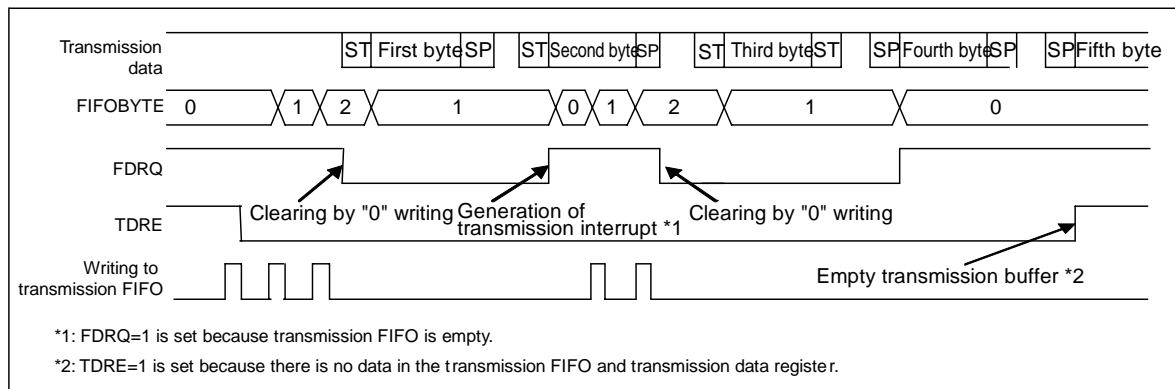 Transmission data
ST First byte SP ST Second byte SP ST Third byte ST SP Fourth byte SP SP Fifth byte
FIFOBYTE 0 1 2 1 0 1 2 1 0
FDRQ
Clearing by "0" writing Generation of transmission interrupt *1 Clearing by "0" writing
TDRE
Writing to transmission FIFO
Empty transmission buffer *2
*1: FDRQ=1 is set because transmission FIFO is empty.
*2: TDRE=1 is set because there is no data in the transmission FIFO and transmission data register.